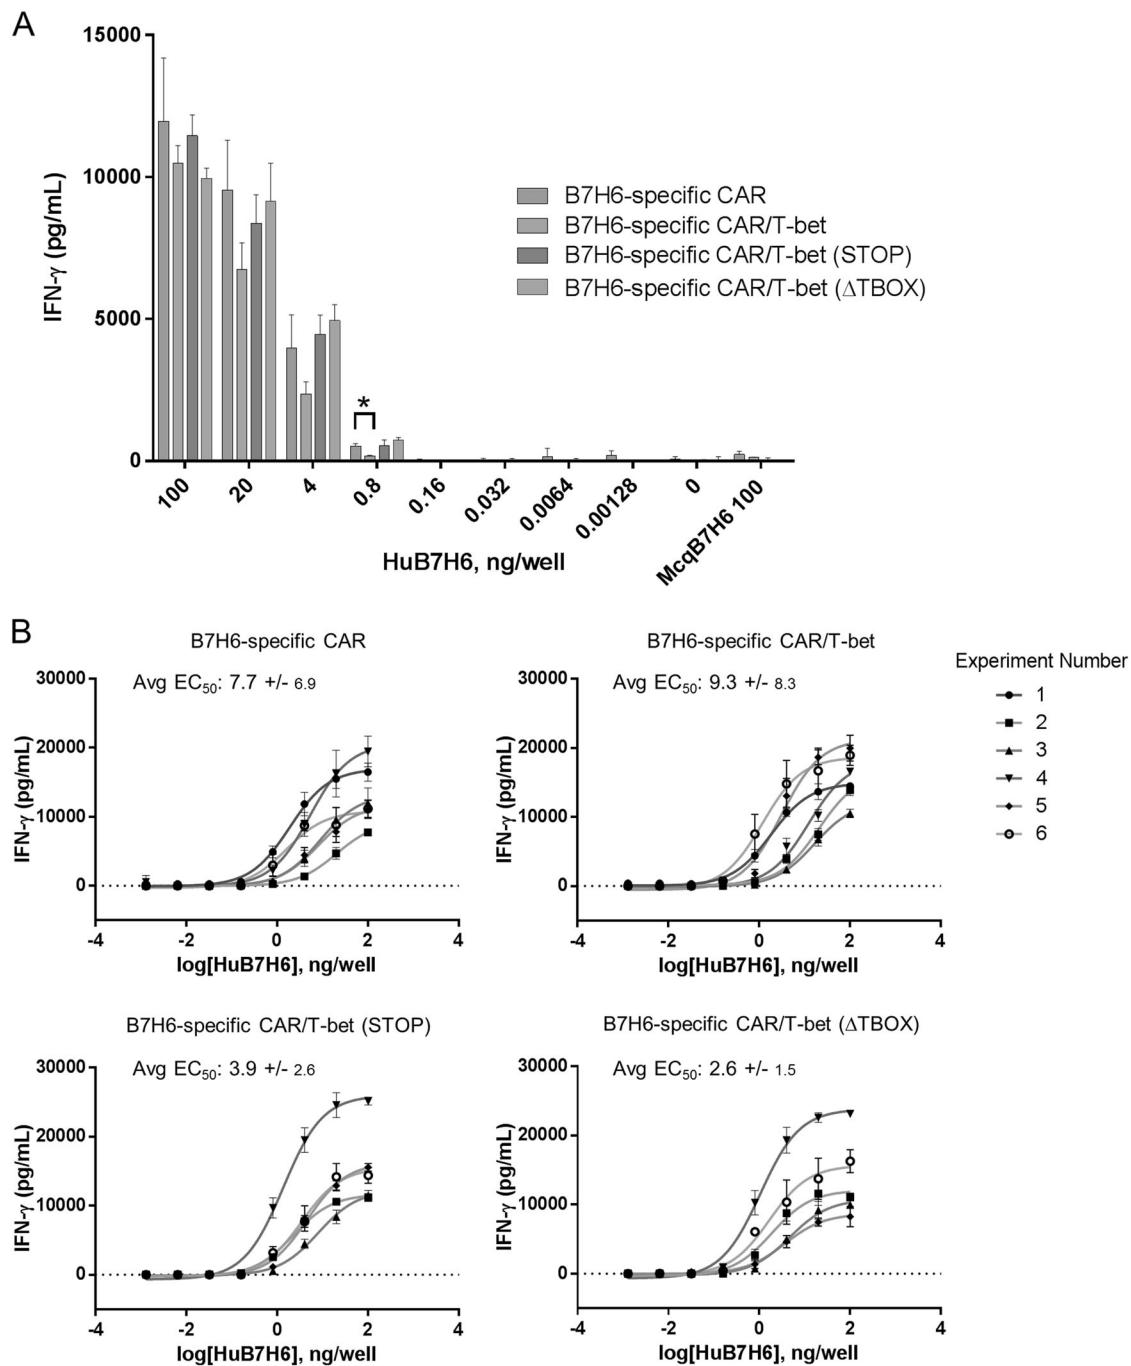 A
15000
10000
5000
0
IFN-γ (pg/mL)
B7H6-specific CAR
B7H6-specific CAR/T-bet
B7H6-specific CAR/T-bet (STOP)
B7H6-specific CAR/T-bet (ΔTBOX)
*
100
20
4
0.8
0.16
0.032
0.0064
0.00128
0
McqB7H6 100
HuB7H6, ng/well
B
B7H6-specific CAR
Avg EC50: 7.7 +/- 6.9
30000
20000
10000
0
IFN-γ (pg/mL)
-4 -2 0 2 4
log[HuB7H6], ng/well
B7H6-specific CAR/T-bet
Avg EC50: 9.3 +/- 8.3
30000
20000
10000
0
IFN-γ (pg/mL)
-4 -2 0 2 4
log[HuB7H6], ng/well
Experiment Number
1
2
3
4
5
6
B7H6-specific CAR/T-bet (STOP)
Avg EC50: 3.9 +/- 2.6
30000
20000
10000
0
IFN-γ (pg/mL)
-4 -2 0 2 4
log[HuB7H6], ng/well
B7H6-specific CAR/T-bet (ΔTBOX)
Avg EC50: 2.6 +/- 1.5
30000
20000
10000
0
IFN-γ (pg/mL)
-4 -2 0 2 4
log[HuB7H6], ng/well